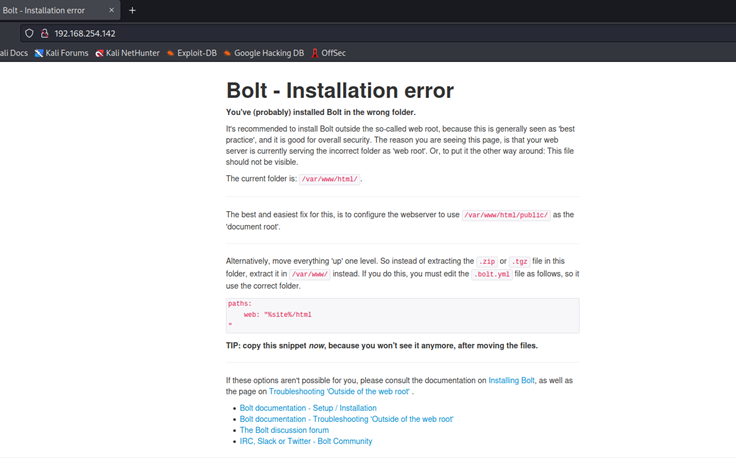 Bolt - Installation error
192.168.254.142
ali Docs Kali Forums Kali NetHunter Exploit-DB Google Hacking DB OffSec
Bolt - Installation error
You've (probably) installed Bolt in the wrong folder.
It's recommended to install Bolt outside the so-called web root, because this is generally seen as 'best
practice', and it is good for overall security. The reason you are seeing this page, is that your web
server is currently serving the incorrect folder as 'web root'. Or, to put it the other way around: This file
should not be visible.
The current folder is: /var/www/html/ .
The best and easiest fix for this, is to configure the webserver to use /var/www/html/public/ as the
'document root'.
Alternatively, move everything 'up' one level. So instead of extracting the .zip or .tgz file in this
folder, extract it in /var/www/ instead. If you do this, you must edit the .bolt.yml file as follows, so it
use the correct folder.
paths:
    web: "%site%/html
"
TIP: copy this snippet now, because you won't see it anymore, after moving the files.
If these options aren't possible for you, please consult the documentation on Installing Bolt, as well as
the page on Troubleshooting 'Outside of the web root' .
• Bolt documentation - Setup / Installation
• Bolt documentation - Troubleshooting 'Outside of the web root'
• The Bolt discussion forum
• IRC, Slack or Twitter - Bolt Community